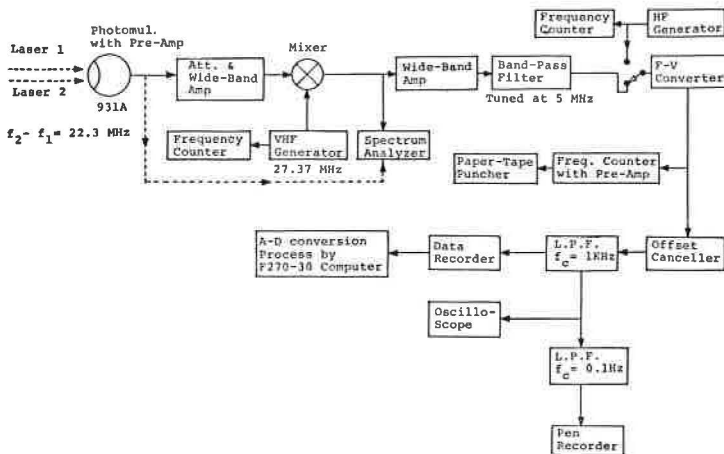 Photomul.
with Pre-Amp
Laser 1
Laser 2
931A
f2- f1= 22.3 MHz
Att. &
Wide-Band
Amp
Mixer
Frequency
Counter
VHF
Generator
27.37 MHz
Spectrum
Analyzer
Wide-Band
Amp
Band-Pass
Filter
Tuned at 5 MHz
Frequency
Counter
HF
Generator
F-V
Converter
Paper-Tape
Puncher
Freq. Counter
with Pre-Amp
A-D conversion
Process by
F270-30 Computer
Data
Recorder
L.P.F.
fc= 1KHz
Offset
Canceller
Oscillo-
Scope
L.P.F.
fc= 0.1Hz
Pen
Recorder